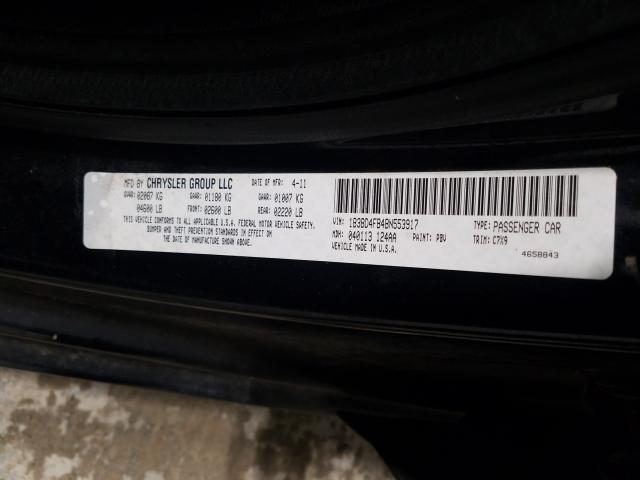 MFD BY CHRYSLER GROUP LLC DATE OF MFR: 4-11
GVWR: 02087 KG GAWR: 01180 KG GAWR: 01007 KG
04600 LB FRONT: 02600 LB REAR: 02220 LB
THIS VEHICLE CONFORMS TO ALL APPLICABLE U.S.A. FEDERAL MOTOR VEHICLE SAFETY,
BUMPER AND THEFT PREVENTION STANDARDS IN EFFECT ON
THE DATE OF MANUFACTURE SHOWN ABOVE.
VIN: 1B3BD4FB4BN553917 TYPE: PASSENGER CAR
MDH: 040113 124AA PAINT: PBV TRIM: C7X9
VEHICLE MADE IN U.S.A. 4658843